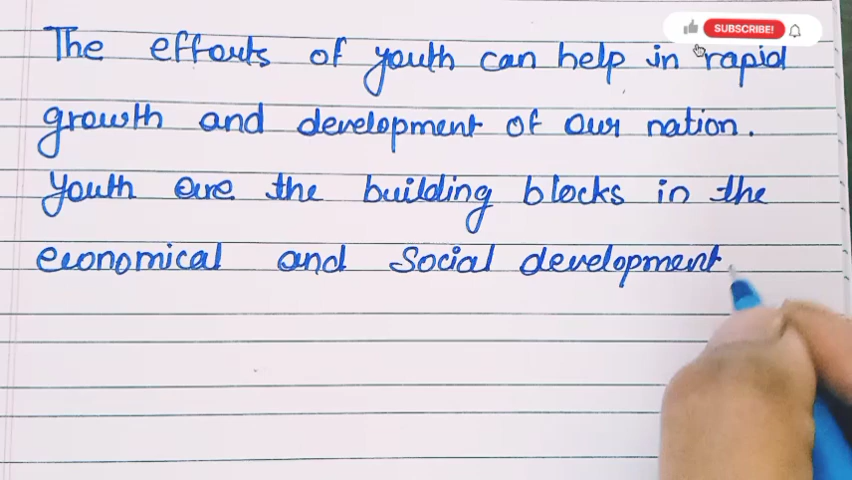 SUBSCRIBE!
The efforts of youth can help in rapid
growth and development of our nation.
Youth are the building blocks in the
economical and Social development.